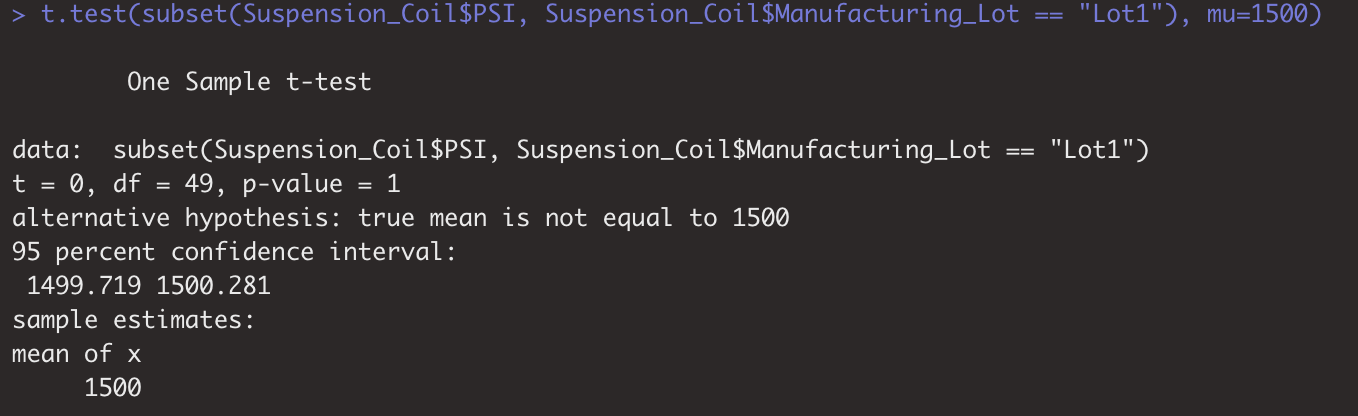 > t.test(subset(Suspension_Coil$PSI, Suspension_Coil$Manufacturing_Lot == "Lot1"), mu=1500)
One Sample t-test
data:  subset(Suspension_Coil$PSI, Suspension_Coil$Manufacturing_Lot == "Lot1")
t = 0, df = 49, p-value = 1
alternative hypothesis: true mean is not equal to 1500
95 percent confidence interval:
1499.719 1500.281
sample estimates:
mean of x
1500